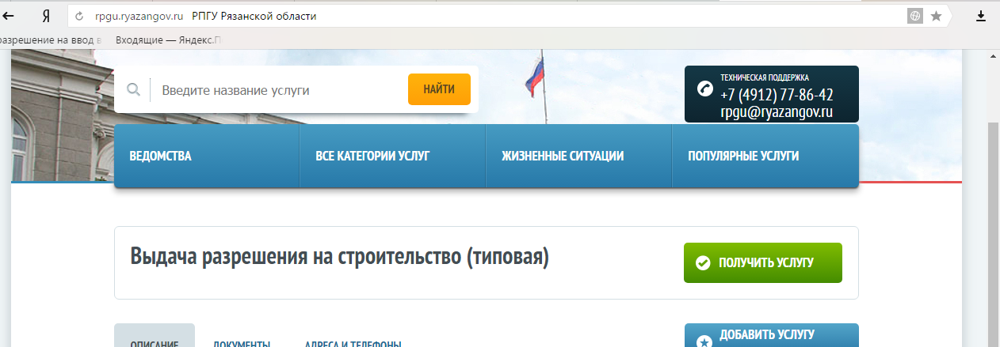 Я rpgu.ryazangov.ru РПГУ Рязанской области
разрешение на ввод в Входящие — Яндекс.П
Введите название услуги
НАЙТИ
ТЕХНИЧЕСКАЯ ПОДДЕРЖКА
+7 (4912) 77-86-42
rpgu@ryazangov.ru
ВЕДОМСТВА ВСЕ КАТЕГОРИИ УСЛУГ ЖИЗНЕННЫЕ СИТУАЦИИ ПОПУЛЯРНЫЕ УСЛУГИ
Выдача разрешения на строительство (типовая)
ПОЛУЧИТЬ УСЛУГУ
ОПИСАНИЕ ДОКУМЕНТЫ АДРЕСА И ТЕЛЕФОНЫ
ДОБАВИТЬ УСЛУГУ